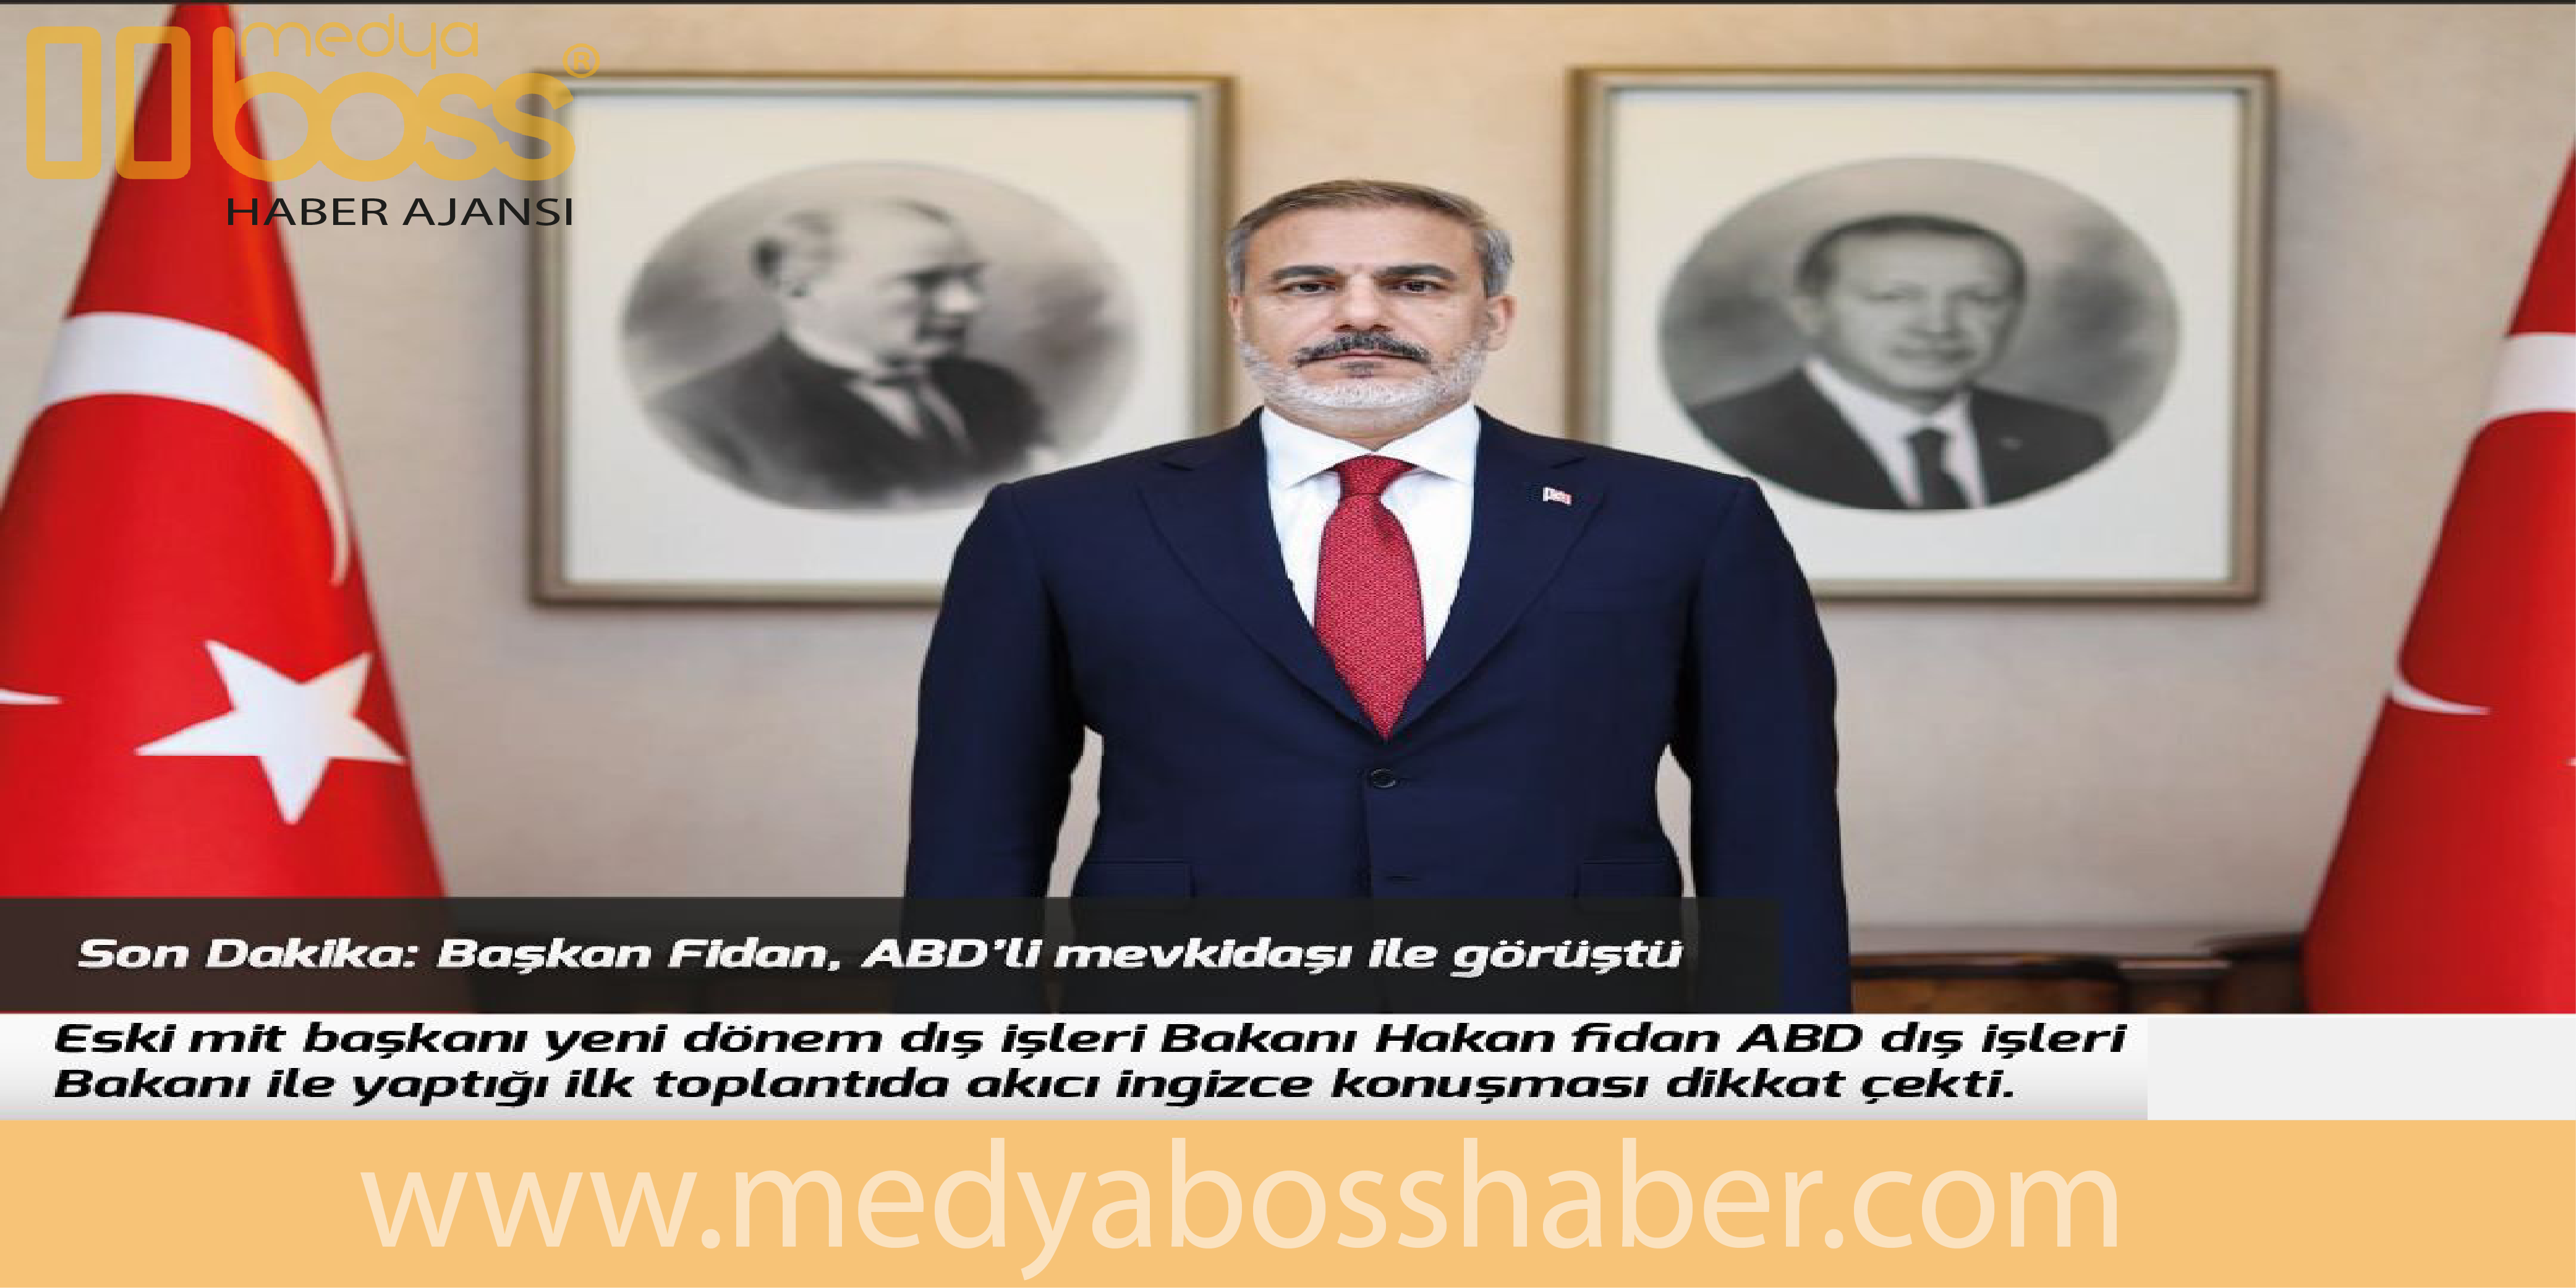 medya
boss®
HABER AJANSI
Son Dakika: Başkan Fidan, ABD'li mevkidaşı ile görüştü
Eski mit başkanı yeni dönem dış işleri Bakanı Hakan fidan ABD dış işleri
Bakanı ile yaptığı ilk toplantıda akıcı ingizce konuşması dikkat çekti.
www.medyabosshaber.com